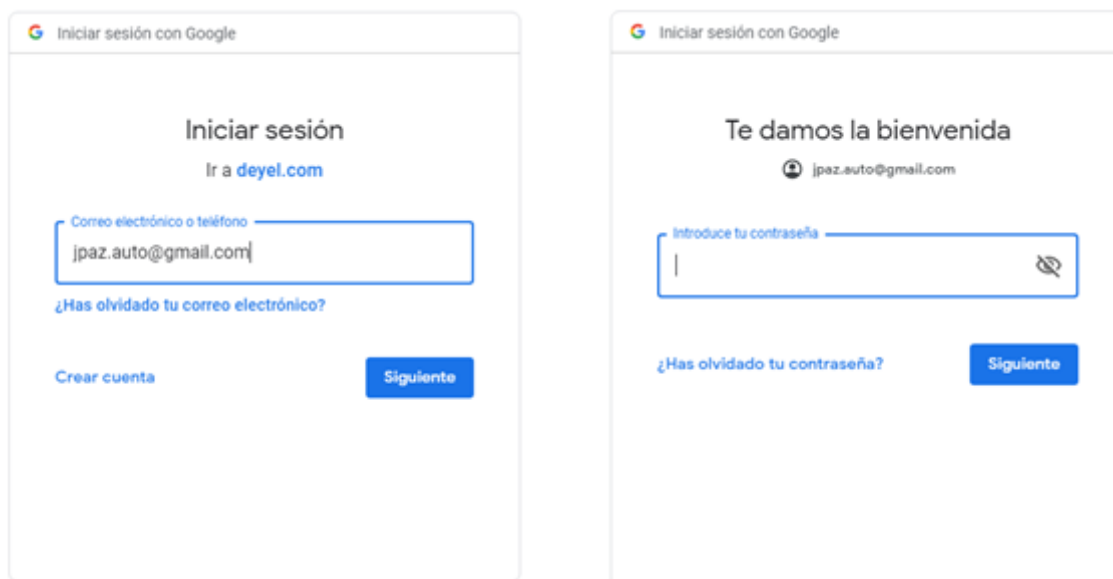 Iniciar sesión con Google
Iniciar sesión
Ir a deyel.com
Correo electrónico o teléfono
jpaz.auto@gmail.com
¿Has olvidado tu correo electrónico?
Crear cuenta
Siguiente
Iniciar sesión con Google
Te damos la bienvenida
jpaz.auto@gmail.com
Introduce tu contraseña
¿Has olvidado tu contraseña?
Siguiente